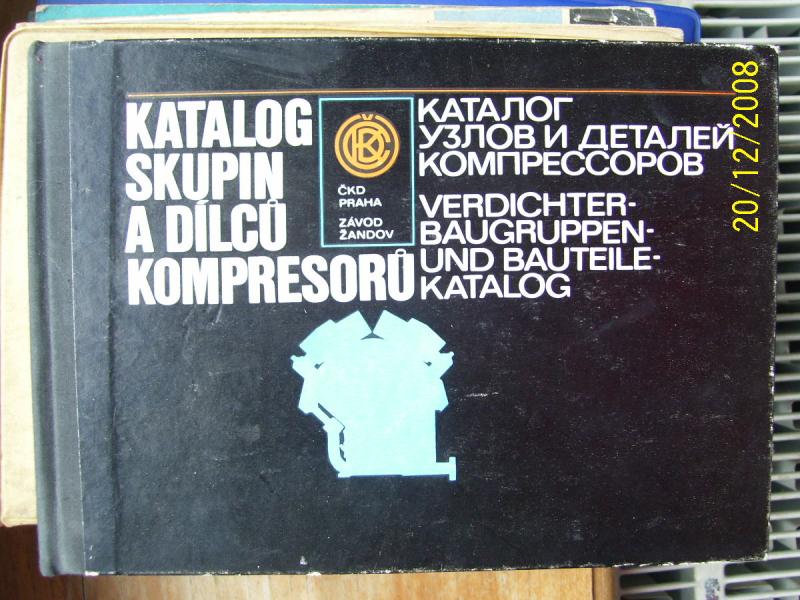 KATALOG
SKUPIN
A DÍLCŮ
KOMPRESORŮ
ČKD
ČKD
PRAHA
ZÁVOD
ŽANDOV
КАТАЛОГ
УЗЛОВ И ДЕТАЛЕЙ
КОМПРЕССОРОВ
VERDICHTER-
BAUGRUPPEN-
UND BAUTEILE-
KATALOG
20/12/2008